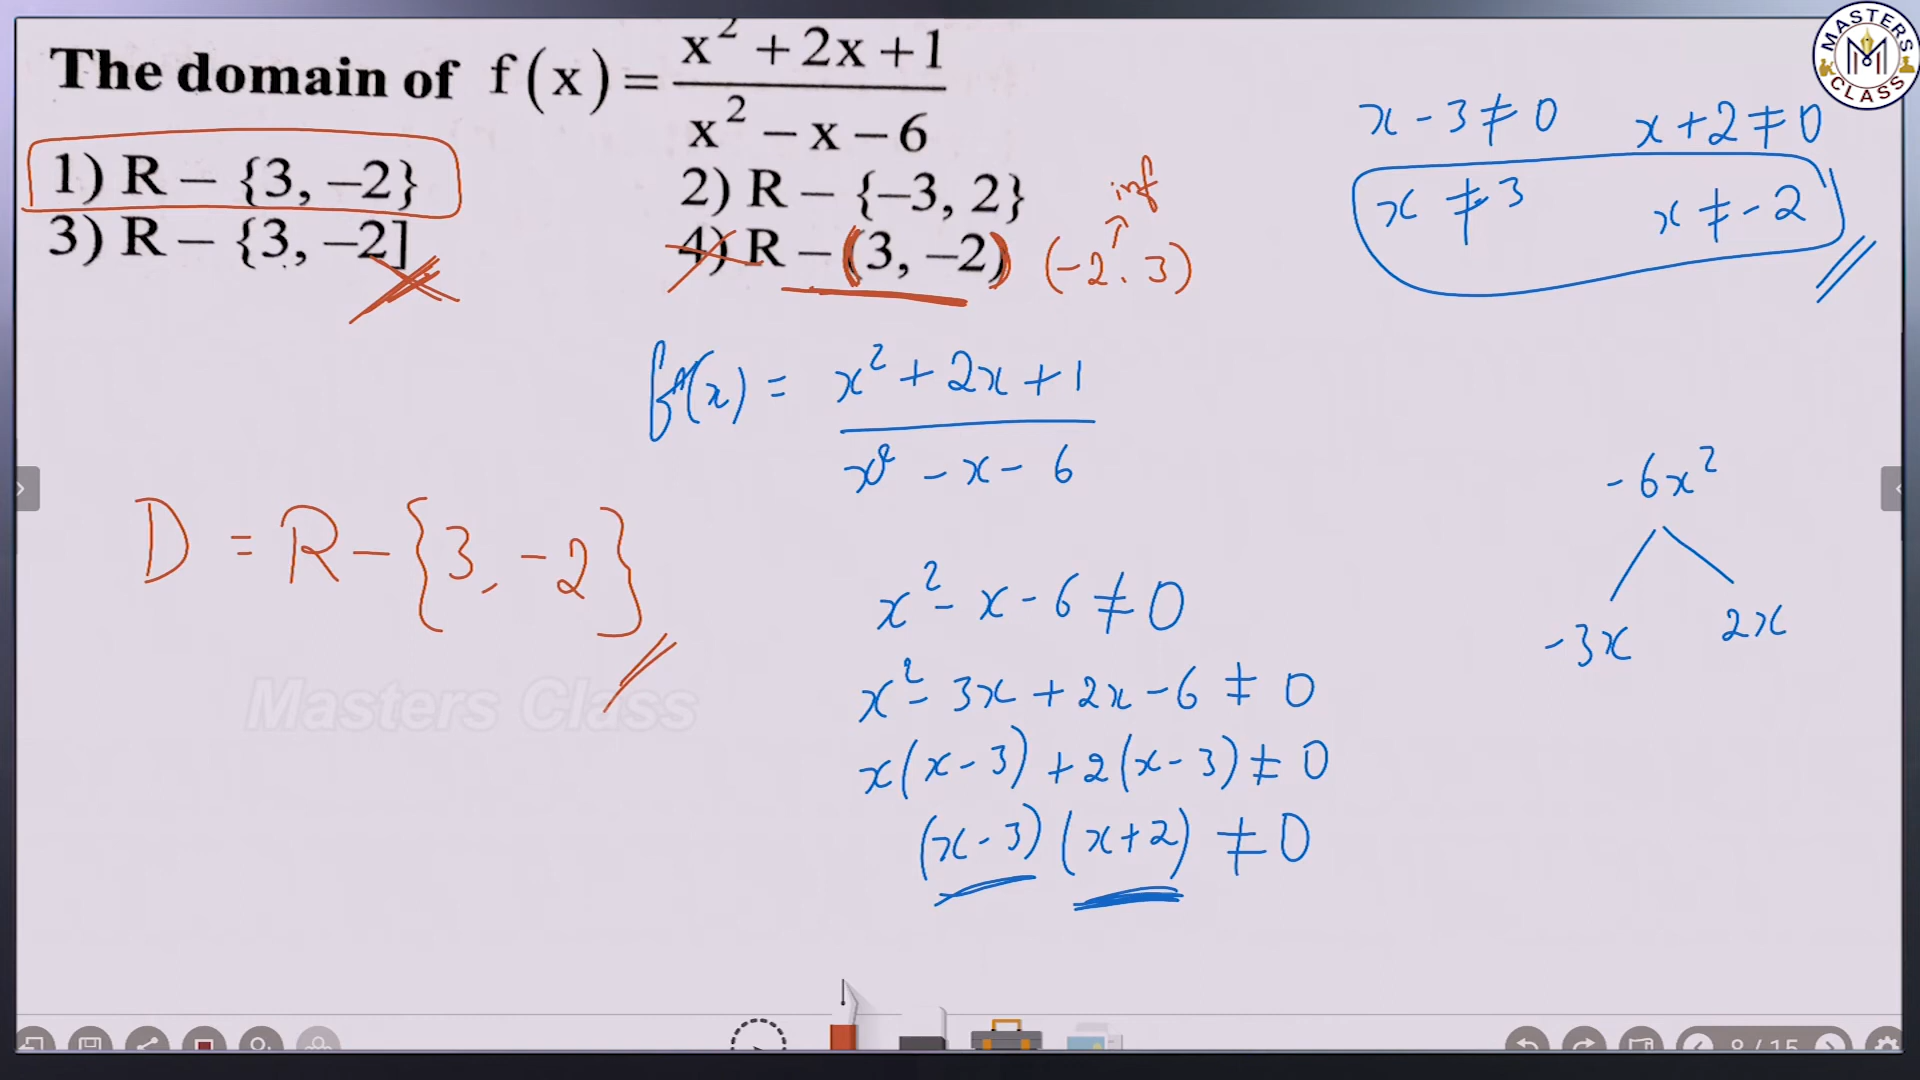 The domain of f(x) = (x² + 2x + 1)/(x² − x − 6)
1) R − {3, −2}
2) R − {−3, 2}
3) R − {3, −2]
4) R − (3, −2)
inf
(-2. 3)
x - 3 ≠ 0
x + 2 ≠ 0
x ≠ 3
x ≠ -2
f(x) = (x² + 2x + 1)/(x² - x - 6)
-6x²
-3x
2x
D = R - {3, -2}
x² - x - 6 ≠ 0
x² - 3x + 2x - 6 ≠ 0
x(x - 3) + 2(x - 3) ≠ 0
(x - 3) (x + 2) ≠ 0
Masters Class
MASTERS
M
CLASS
8 / 15